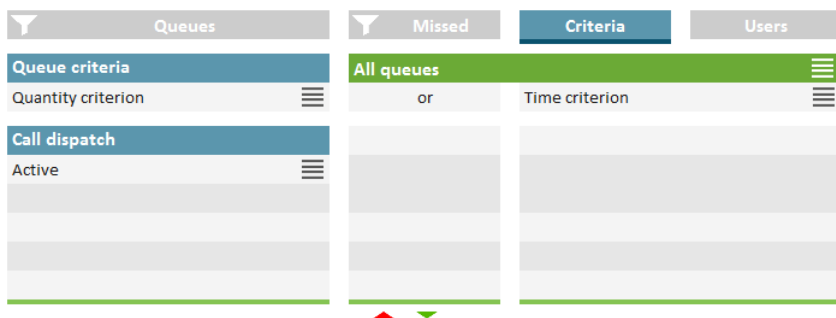 Queues Missed Criteria Users
Queue criteria All queues
Quantity criterion or Time criterion
Call dispatch
Active